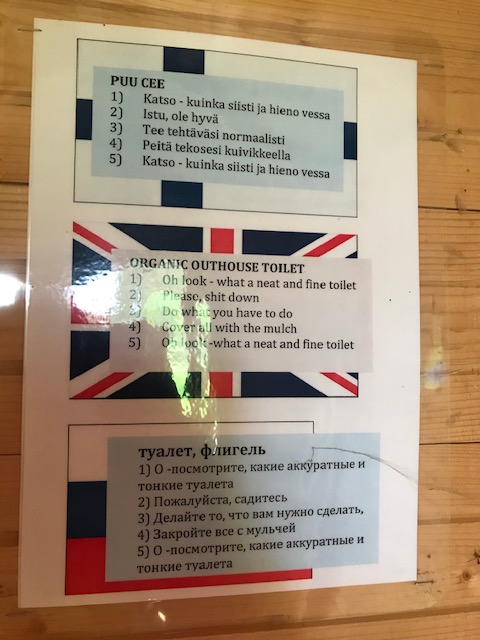 PUU CEE
1) Katso - kuinka siisti ja hieno vessa
2) Istu, ole hyvä
3) Tee tehtäväsi normaalisti
4) Peitä tekosesi kuivikkeella
5) Katso - kuinka siisti ja hieno vessa
ORGANIC OUTHOUSE TOILET
1) Oh look - what a neat and fine toilet
2) Please, shit down
3) Do what you have to do
4) Cover all with the mulch
5) Oh look -what a neat and fine toilet
туалет, флигель
1) О -посмотрите, какие аккуратные и
тонкие туалета
2) Пожалуйста, садитесь
3) Делайте то, что вам нужно сделать,
4) Закройте все с мульчей
5) О -посмотрите, какие аккуратные и
тонкие туалета